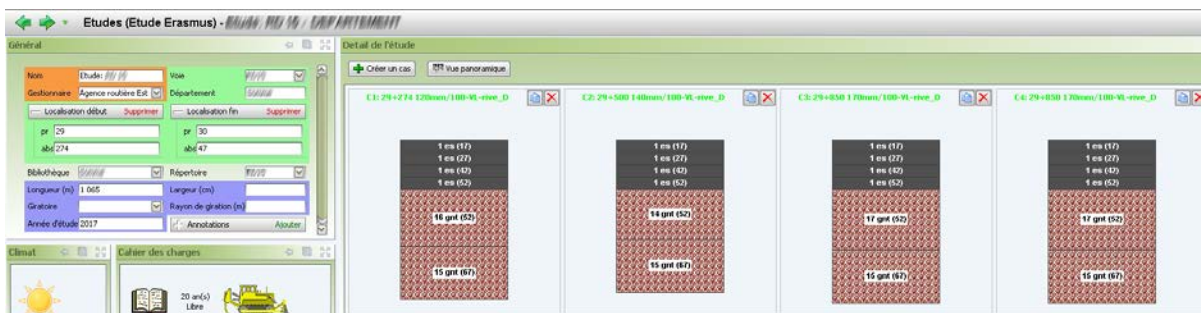 Etudes (Etude Erasmus) -
Général
Nom Etude:
Voie
Gestionnaire Agence routière Est
Département
Localisation début Supprimer
Localisation fin Supprimer
pr 29
pr 30
abs 274
abs 47
Bibliothèque
Répertoire
Longueur (m) 1 065
Largeur (cm)
Giratoire
Rayon de giration (m)
Année d'étude 2017
Annotations Ajouter
Climat
Cahier des charges
20 an(s)
Libre
Detail de l'étude
Créer un cas
Vue panoramique
C1: 29+274 120mm/100-VL-rive_D
1 es (17)
1 es (27)
1 es (42)
1 es (52)
16 gnt (52)
15 gnt (67)
C2: 29+500 140mm/100-VL-rive_D
1 es (17)
1 es (27)
1 es (42)
1 es (52)
14 gnt (52)
15 gnt (67)
C3: 29+850 170mm/100-VL-rive_D
1 es (17)
1 es (27)
1 es (42)
1 es (52)
17 gnt (52)
15 gnt (67)
C4: 29+850 170mm/100-VL-rive_D
1 es (17)
1 es (27)
1 es (42)
1 es (52)
17 gnt (52)
15 gnt (67)